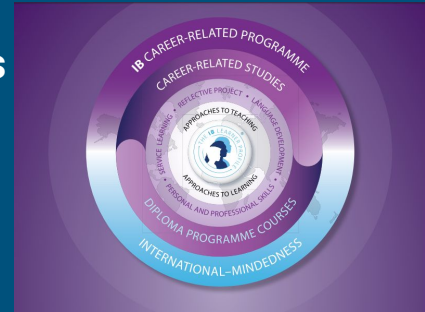 s
IB CAREER-RELATED PROGRAMME
CAREER-RELATED STUDIES
SERVICE LEARNING • REFLECTIVE PROJECT • LANGUAGE DEVELOPMENT • PERSONAL AND PROFESSIONAL SKILLS •
APPROACHES TO TEACHING
THE IB LEARNER PROFILE
APPROACHES TO LEARNING
DIPLOMA PROGRAMME COURSES
INTERNATIONAL-MINDEDNESS